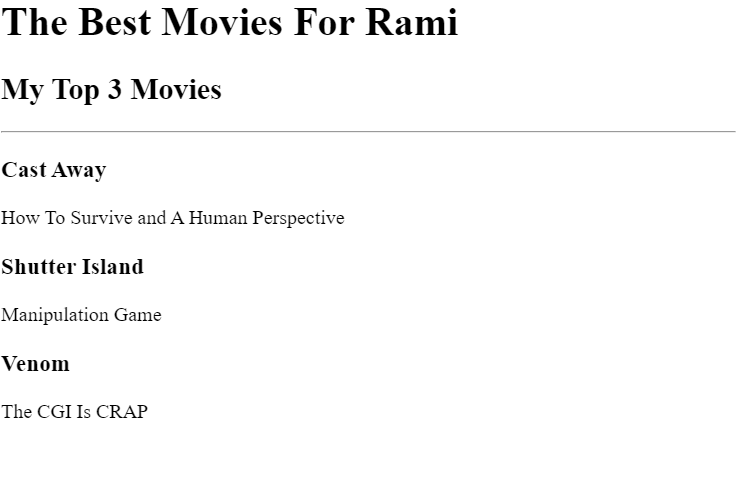 The Best Movies For Rami
My Top 3 Movies
Cast Away
How To Survive and A Human Perspective
Shutter Island
Manipulation Game
Venom
The CGI Is CRAP